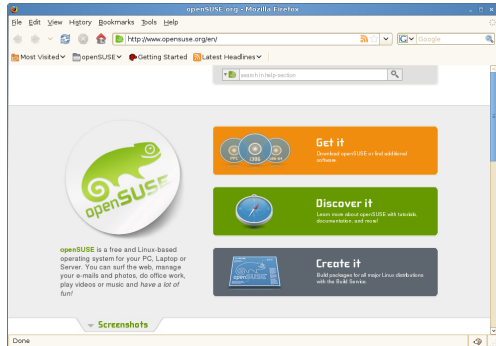 openSUSE.org - Mozilla Firefox
File Edit View History Bookmarks Tools Help
http://www.opensuse.org/en/
Google
Most Visited openSUSE Getting Started Latest Headlines
search in help-section
openSUSE
PPC i386
Get it
Download openSUSE or find additional
software.
Discover it
Learn more about openSUSE with tutorials,
documentation, and more!
Create it
Build packages for all major Linux distributions
with the Build Service.
openSUSE is a free and Linux-based
operating system for your PC, Laptop or
Server. You can surf the web, manage
your e-mails and photos, do office work,
play videos or music and have a lot of
fun!
Screenshots
Done